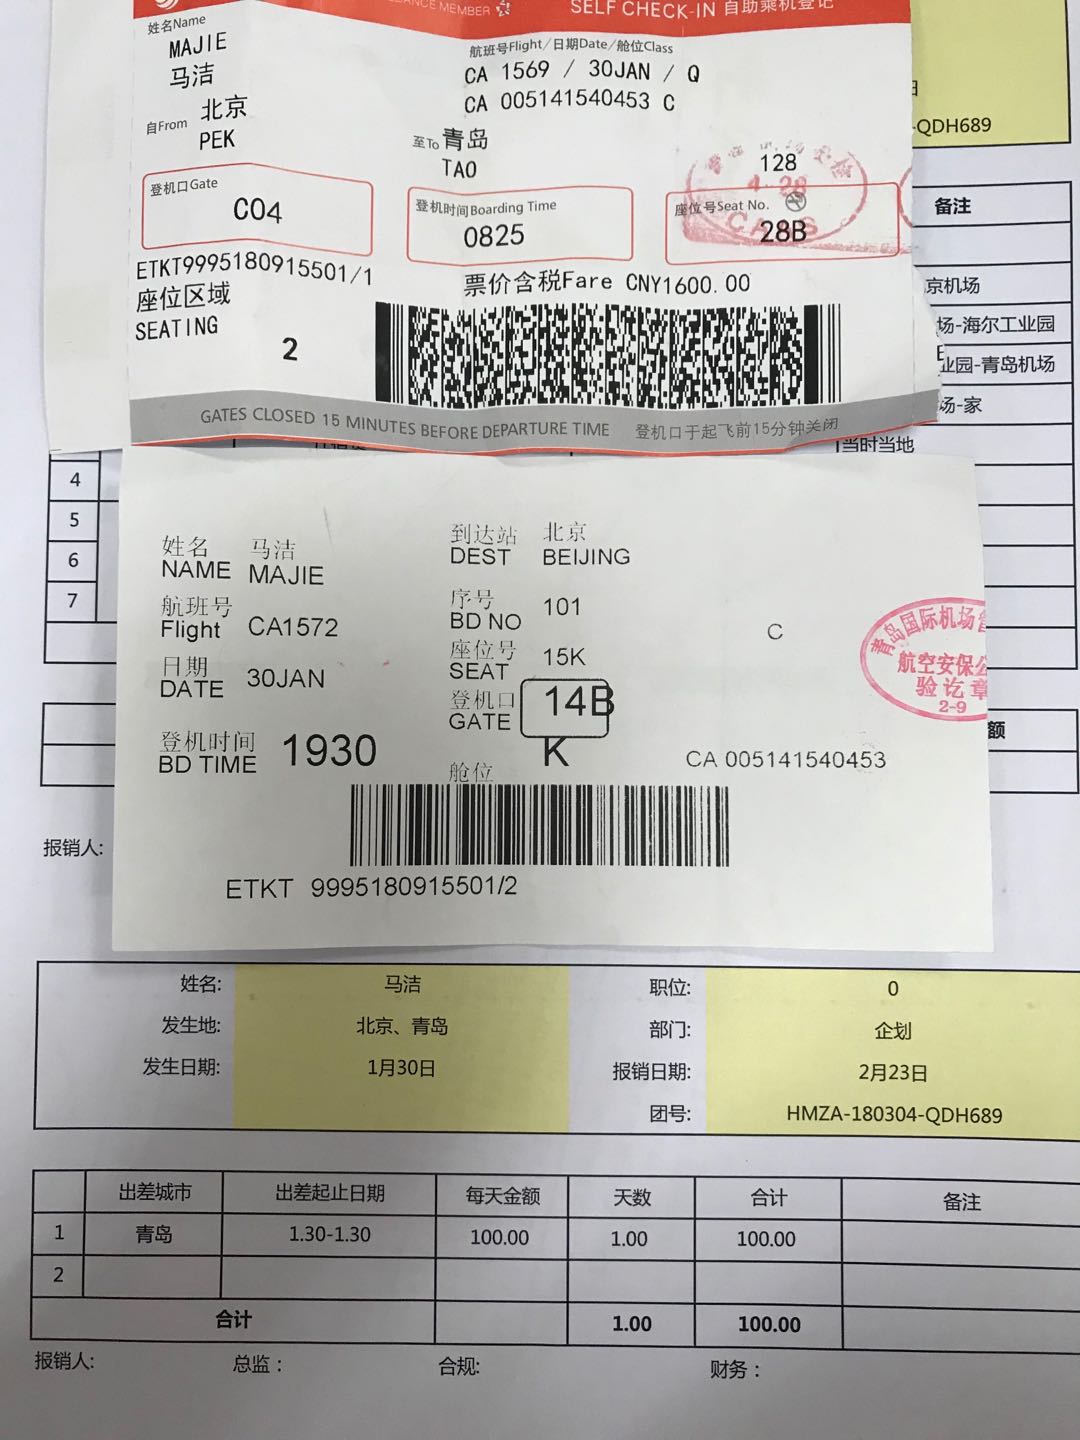 MEMBER
SELF CHECK-IN 自助乘机登记
姓名Name
MAJIE
马洁
航班号Flight/日期Date/舱位Class
CA 1569 / 30JAN / Q
CA 005141540453 C
自From 北京
PEK
至To 青岛
TAO
128
4-28
登机口Gate
C04
登机时间Boarding Time
0825
座位号Seat No.
28B
ETKT9995180915501/1
票价含税Fare CNY1600.00
座位区域
SEATING
2
GATES CLOSED 15 MINUTES BEFORE DEPARTURE TIME 登机口于起飞前15分钟关闭
-QDH689
备注
京机场
场-海尔工业园
业园-青岛机场
场-家
当时当地
4
5
6
7
额
报销人:
姓名 马洁
NAME MAJIE
到达站 北京
DEST BEIJING
航班号
Flight CA1572
序号
BD NO 101
日期
DATE 30JAN
座位号
SEAT 15K
C
登机口
GATE 14B
登机时间
BD TIME 1930
舱位 K
CA 005141540453
青岛国际机场
航空安保公
验讫章
2-9
ETKT 9995180915501/2
姓名: 马洁 职位: 0
发生地: 北京、青岛 部门: 企划
发生日期: 1月30日 报销日期: 2月23日
团号: HMZA-180304-QDH689
出差城市 出差起止日期 每天金额 天数 合计 备注
1 青岛 1.30-1.30 100.00 1.00 100.00
2
合计 1.00 100.00
报销人: 总监： 合规: 财务：